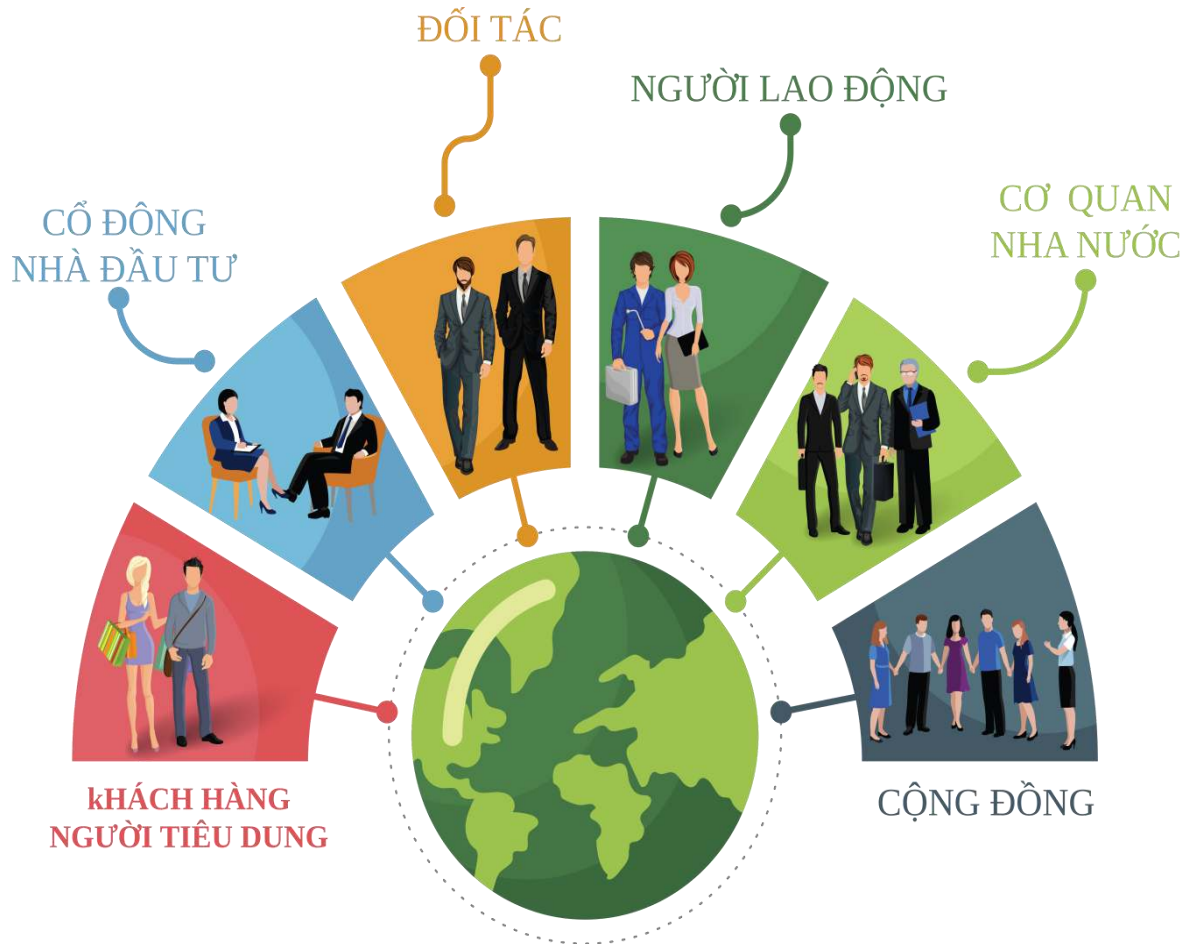 ĐỐI TÁC
NGƯỜI LAO ĐỘNG
CỔ ĐÔNG
NHÀ ĐẦU TƯ
CƠ QUAN
NHA NƯỚC
kHÁCH HÀNG
NGƯỜI TIÊU DUNG
CỘNG ĐỒNG